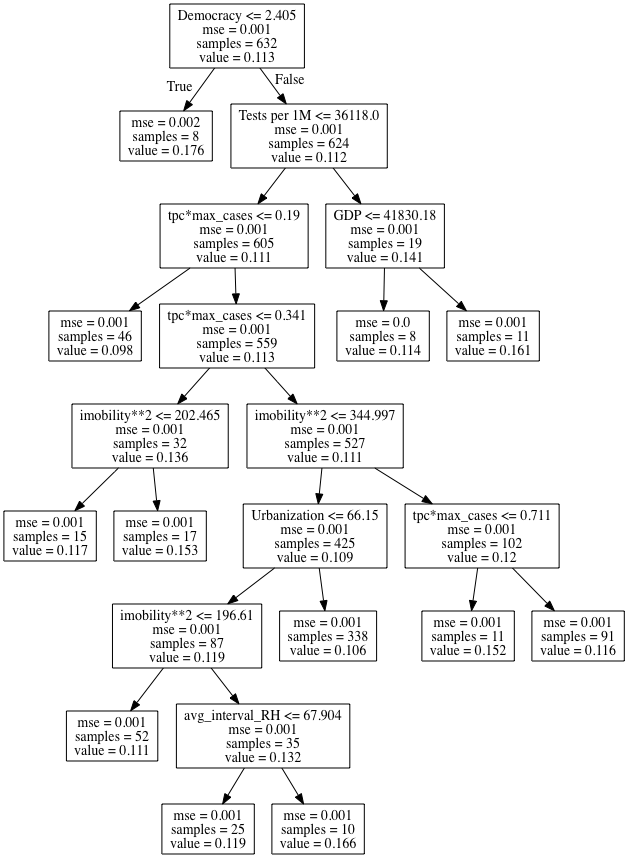 Democracy <= 2.405
mse = 0.001
samples = 632
value = 0.113
True
False
mse = 0.002
samples = 8
value = 0.176
Tests per 1M <= 36118.0
mse = 0.001
samples = 624
value = 0.112
tpc*max_cases <= 0.19
mse = 0.001
samples = 605
value = 0.111
GDP <= 41830.18
mse = 0.001
samples = 19
value = 0.141
mse = 0.001
samples = 46
value = 0.098
tpc*max_cases <= 0.341
mse = 0.001
samples = 559
value = 0.113
mse = 0.0
samples = 8
value = 0.114
mse = 0.001
samples = 11
value = 0.161
imobility**2 <= 202.465
mse = 0.001
samples = 32
value = 0.136
imobility**2 <= 344.997
mse = 0.001
samples = 527
value = 0.111
mse = 0.001
samples = 15
value = 0.117
mse = 0.001
samples = 17
value = 0.153
Urbanization <= 66.15
mse = 0.001
samples = 425
value = 0.109
tpc*max_cases <= 0.711
mse = 0.001
samples = 102
value = 0.12
imobility**2 <= 196.61
mse = 0.001
samples = 87
value = 0.119
mse = 0.001
samples = 338
value = 0.106
mse = 0.001
samples = 11
value = 0.152
mse = 0.001
samples = 91
value = 0.116
mse = 0.001
samples = 52
value = 0.111
avg_interval_RH <= 67.904
mse = 0.001
samples = 35
value = 0.132
mse = 0.001
samples = 25
value = 0.119
mse = 0.001
samples = 10
value = 0.166